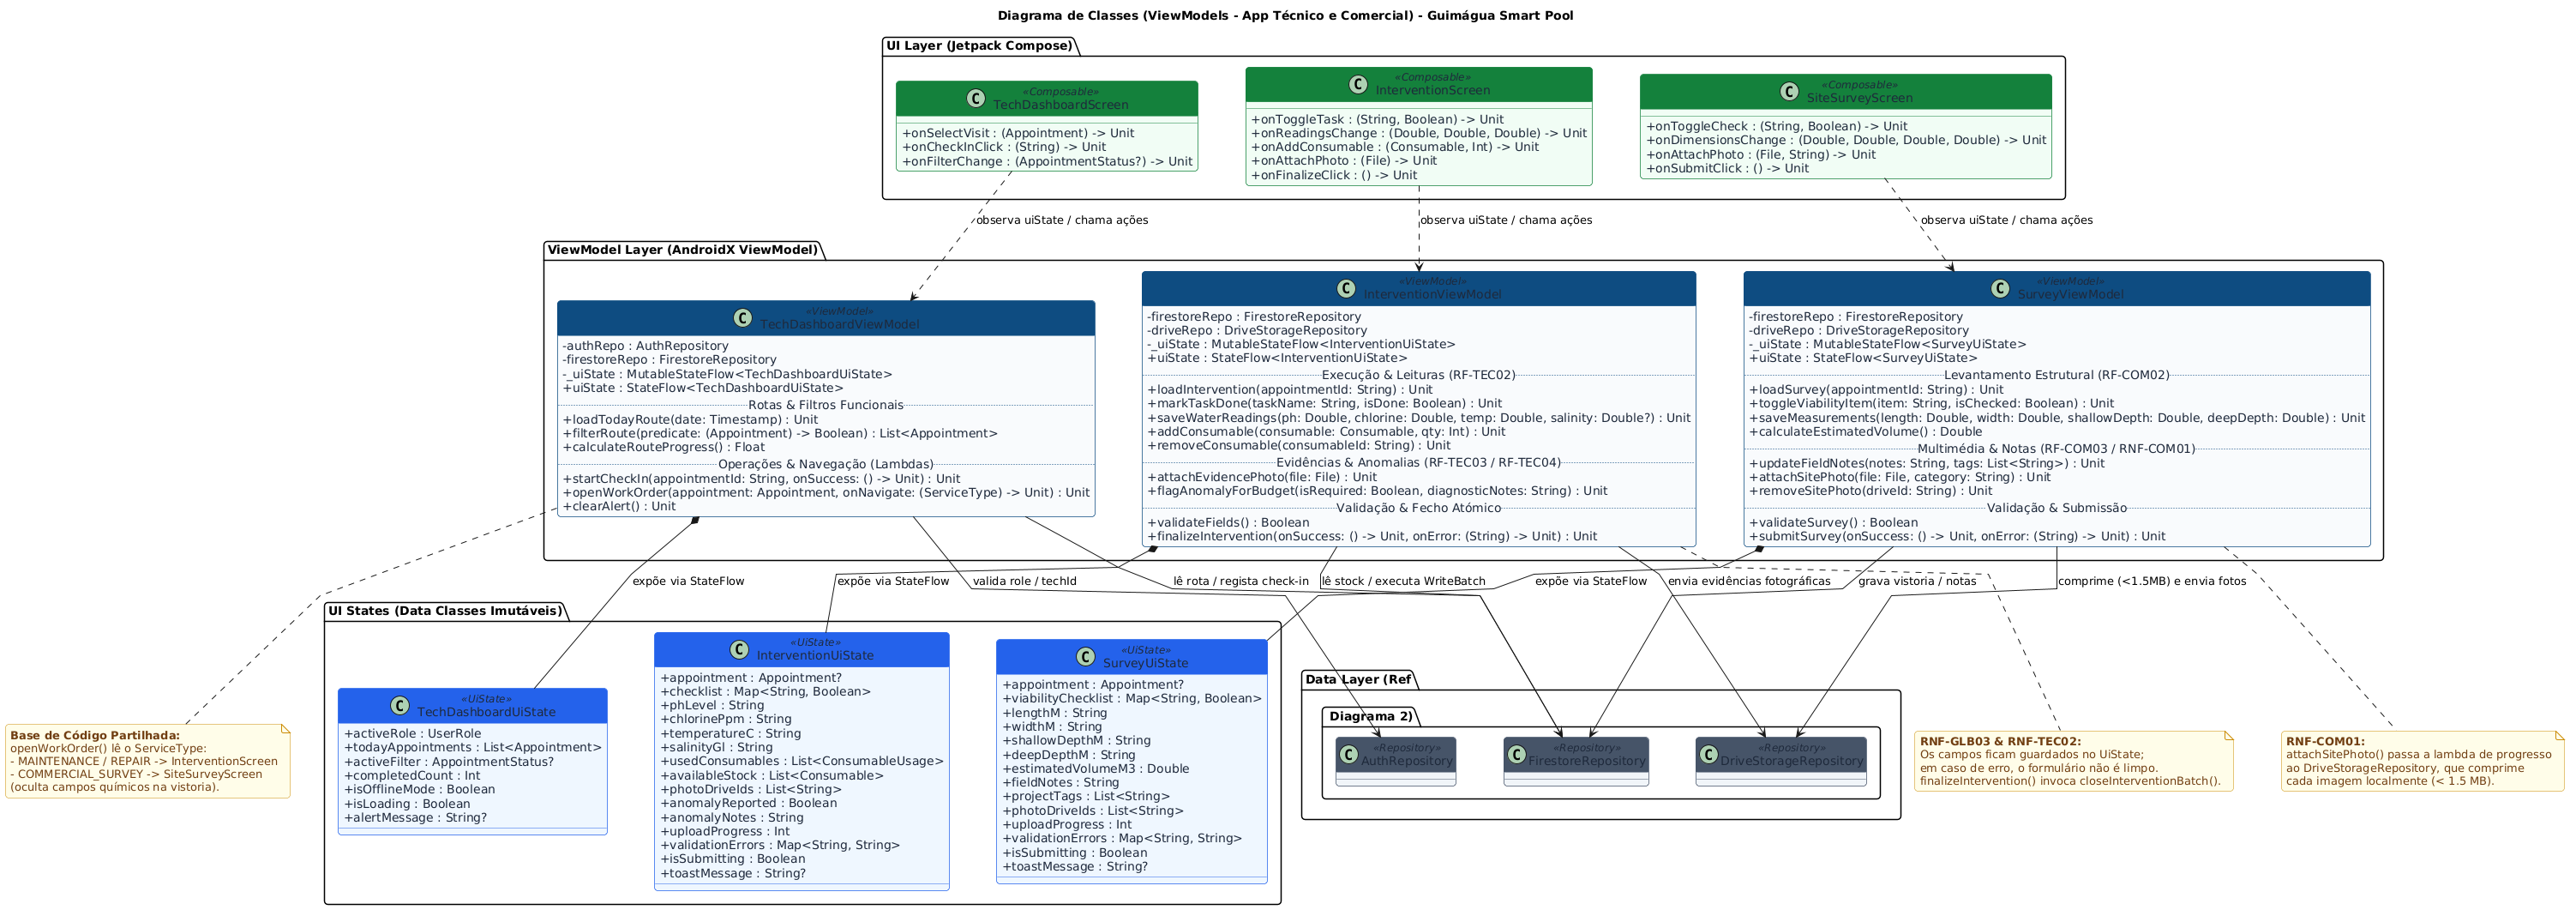 Diagrama de Classes (ViewModels - App Técnico e Comercial) - Guimágua Smart Pool
UI Layer (Jetpack Compose)
C
«Composable»
TechDashboardScreen
+onSelectVisit : (Appointment) -> Unit
+onCheckInClick : (String) -> Unit
+onFilterChange : (AppointmentStatus?) -> Unit
C
«Composable»
InterventionScreen
+onToggleTask : (String, Boolean) -> Unit
+onReadingsChange : (Double, Double, Double) -> Unit
+onAddConsumable : (Consumable, Int) -> Unit
+onAttachPhoto : (File) -> Unit
+onFinalizeClick : () -> Unit
C
«Composable»
SiteSurveyScreen
+onToggleCheck : (String, Boolean) -> Unit
+onDimensionsChange : (Double, Double, Double, Double) -> Unit
+onAttachPhoto : (File, String) -> Unit
+onSubmitClick : () -> Unit
observa uiState / chama ações
observa uiState / chama ações
observa uiState / chama ações
ViewModel Layer (AndroidX ViewModel)
C
«ViewModel»
TechDashboardViewModel
-authRepo : AuthRepository
-firestoreRepo : FirestoreRepository
-_uiState : MutableStateFlow<TechDashboardUiState>
+uiState : StateFlow<TechDashboardUiState>
Rotas & Filtros Funcionais
+loadTodayRoute(date: Timestamp) : Unit
+filterRoute(predicate: (Appointment) -> Boolean) : List<Appointment>
+calculateRouteProgress() : Float
Operações & Navegação (Lambdas)
+startCheckIn(appointmentId: String, onSuccess: () -> Unit) : Unit
+openWorkOrder(appointment: Appointment, onNavigate: (ServiceType) -> Unit) : Unit
+clearAlert() : Unit
C
«ViewModel»
InterventionViewModel
-firestoreRepo : FirestoreRepository
-driveRepo : DriveStorageRepository
-_uiState : MutableStateFlow<InterventionUiState>
+uiState : StateFlow<InterventionUiState>
Execução & Leituras (RF-TEC02)
+loadIntervention(appointmentId: String) : Unit
+markTaskDone(taskName: String, isDone: Boolean) : Unit
+saveWaterReadings(ph: Double, chlorine: Double, temp: Double, salinity: Double?) : Unit
+addConsumable(consumable: Consumable, qty: Int) : Unit
+removeConsumable(consumableId: String) : Unit
Evidências & Anomalias (RF-TEC03 / RF-TEC04)
+attachEvidencePhoto(file: File) : Unit
+flagAnomalyForBudget(isRequired: Boolean, diagnosticNotes: String) : Unit
Validação & Fecho Atómico
+validateFields() : Boolean
+finalizeIntervention(onSuccess: () -> Unit, onError: (String) -> Unit) : Unit
C
«ViewModel»
SurveyViewModel
-firestoreRepo : FirestoreRepository
-driveRepo : DriveStorageRepository
-_uiState : MutableStateFlow<SurveyUiState>
+uiState : StateFlow<SurveyUiState>
Levantamento Estrutural (RF-COM02)
+loadSurvey(appointmentId: String) : Unit
+toggleViabilityItem(item: String, isChecked: Boolean) : Unit
+saveMeasurements(length: Double, width: Double, shallowDepth: Double, deepDepth: Double) : Unit
+calculateEstimatedVolume() : Double
Multimédia & Notas (RF-COM03 / RNF-COM01)
+updateFieldNotes(notes: String, tags: List<String>) : Unit
+attachSitePhoto(file: File, category: String) : Unit
+removeSitePhoto(driveId: String) : Unit
Validação & Submissão
+validateSurvey() : Boolean
+submitSurvey(onSuccess: () -> Unit, onError: (String) -> Unit) : Unit
expõe via StateFlow
expõe via StateFlow
valida role / techId
lê rota / regista check-in
lê stock / executa WriteBatch
expõe via StateFlow
envia evidências fotográficas
grava vistoria / notas
comprime (<1.5MB) e envia fotos
UI States (Data Classes Imutáveis)
C
«UiState»
TechDashboardUiState
+activeRole : UserRole
+todayAppointments : List<Appointment>
+activeFilter : AppointmentStatus?
+completedCount : Int
+isOfflineMode : Boolean
+isLoading : Boolean
+alertMessage : String?
C
«UiState»
InterventionUiState
+appointment : Appointment?
+checklist : Map<String, Boolean>
+phLevel : String
+chlorinePpm : String
+temperatureC : String
+salinityGl : String
+usedConsumables : List<ConsumableUsage>
+availableStock : List<Consumable>
+photoDriveIds : List<String>
+anomalyReported : Boolean
+anomalyNotes : String
+uploadProgress : Int
+validationErrors : Map<String, String>
+isSubmitting : Boolean
+toastMessage : String?
C
«UiState»
SurveyUiState
+appointment : Appointment?
+viabilityChecklist : Map<String, Boolean>
+lengthM : String
+widthM : String
+shallowDepthM : String
+deepDepthM : String
+estimatedVolumeM3 : Double
+fieldNotes : String
+projectTags : List<String>
+photoDriveIds : List<String>
+uploadProgress : Int
+validationErrors : Map<String, String>
+isSubmitting : Boolean
+toastMessage : String?
Data Layer (Ref
Diagrama 2)
C
«Repository»
AuthRepository
C
«Repository»
FirestoreRepository
C
«Repository»
DriveStorageRepository
Base de Código Partilhada:
openWorkOrder() lê o ServiceType:
- MAINTENANCE / REPAIR -> InterventionScreen
- COMMERCIAL_SURVEY -> SiteSurveyScreen
(oculta campos químicos na vistoria).
RNF-GLB03 & RNF-TEC02:
Os campos ficam guardados no UiState;
em caso de erro, o formulário não é limpo.
finalizeIntervention() invoca closeInterventionBatch().
RNF-COM01:
attachSitePhoto() passa a lambda de progresso
ao DriveStorageRepository, que comprime
cada imagem localmente (< 1.5 MB).